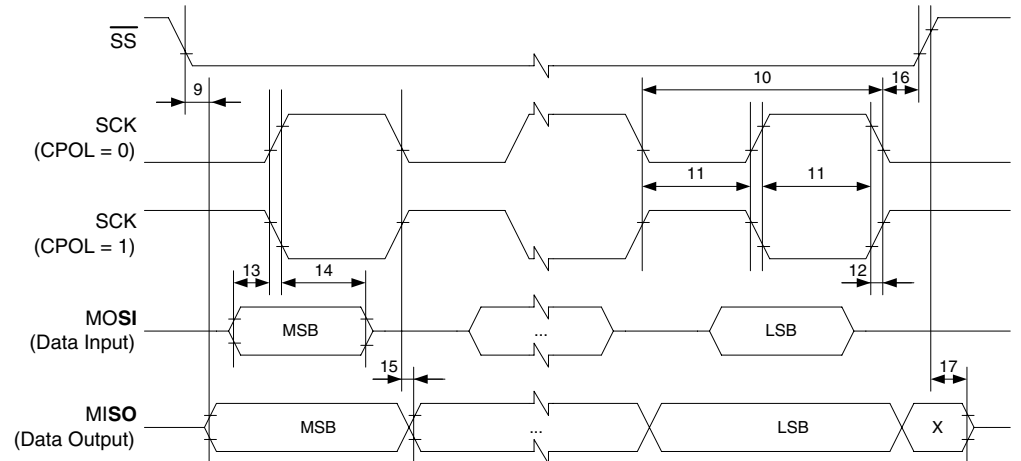 SS
9
10
16
SCK
(CPOL = 0)
11
11
SCK
(CPOL = 1)
13
14
12
MOSI
(Data Input)
MSB
...
LSB
15
17
MISO
(Data Output)
MSB
...
LSB
X